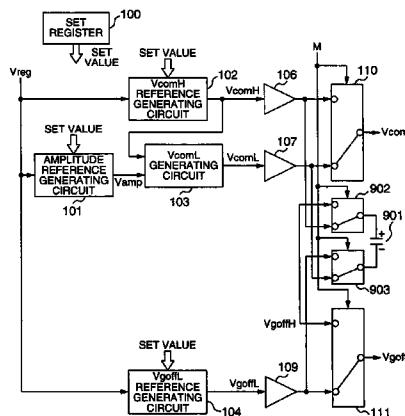 SET
REGISTER
100
SET
VALUE
SET VALUE
Vreg
VcomH
REFERENCE
GENERATING
CIRCUIT
102
VcomH
106
M
110
SET VALUE
AMPLITUDE
REFERENCE
GENERATING
CIRCUIT
101
Vamp
VcomL
GENERATING
CIRCUIT
103
VcomL
107
Vcom
902
901
+
−
903
VgoffH
SET VALUE
VgoffL
REFERENCE
GENERATING
CIRCUIT
104
VgoffL
109
Vgoff
111